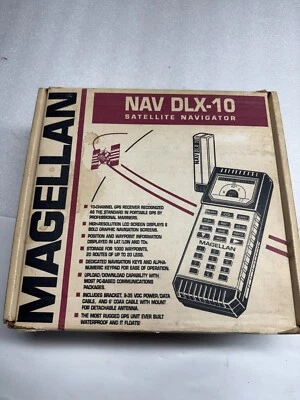 NAV DLX-10
SATELLITE NAVIGATOR
MAGELLAN
10-CHANNEL GPS RECEIVER RECOGNIZED
AS THE STANDARD IN PORTABLE GPS BY
PROFESSIONAL MARINERS.
HIGH-RESOLUTION LCD SCREEN DISPLAYS 5
BOLD GRAPHIC NAVIGATION SCREENS.
POSITION AND WAYPOINT INFORMATION
DISPLAYED IN LAT/LON AND TDs.
STORAGE FOR 1000 WAYPOINTS,
20 ROUTES OF UP TO 20 LEGS.
DEDICATED NAVIGATION KEYS AND ALPHA-
NUMERIC KEYPAD FOR EASE OF OPERATION.
UPLOAD/DOWNLOAD CAPABILITY WITH
MOST PC-BASED COMMUNICATIONS
PACKAGES.
INCLUDES BRACKET, 9-35 VDC POWER/DATA
CABLE, AND 6' COAX CABLE WITH MOUNT
FOR DETACHABLE ANTENNA.
THE MOST RUGGED GPS UNIT EVER BUILT
WATERPROOF AND IT FLOATS!
MAGELLAN